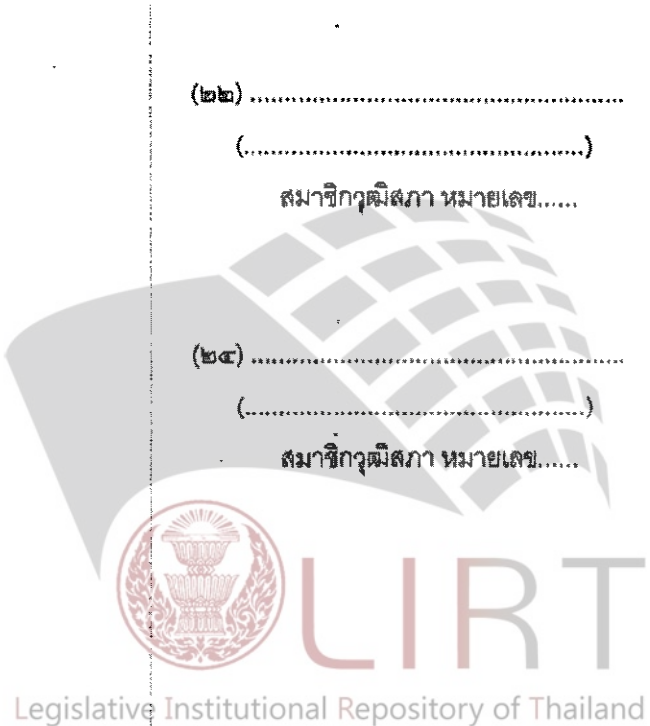 (๒๒) ......................................................
(................................................)
สมาชิกวุฒิสภา หมายเลข......
(๒๔) ......................................................
(................................................)
สมาชิกวุฒิสภา หมายเลข......
LIRT
Legislative Institutional Repository of Thailand